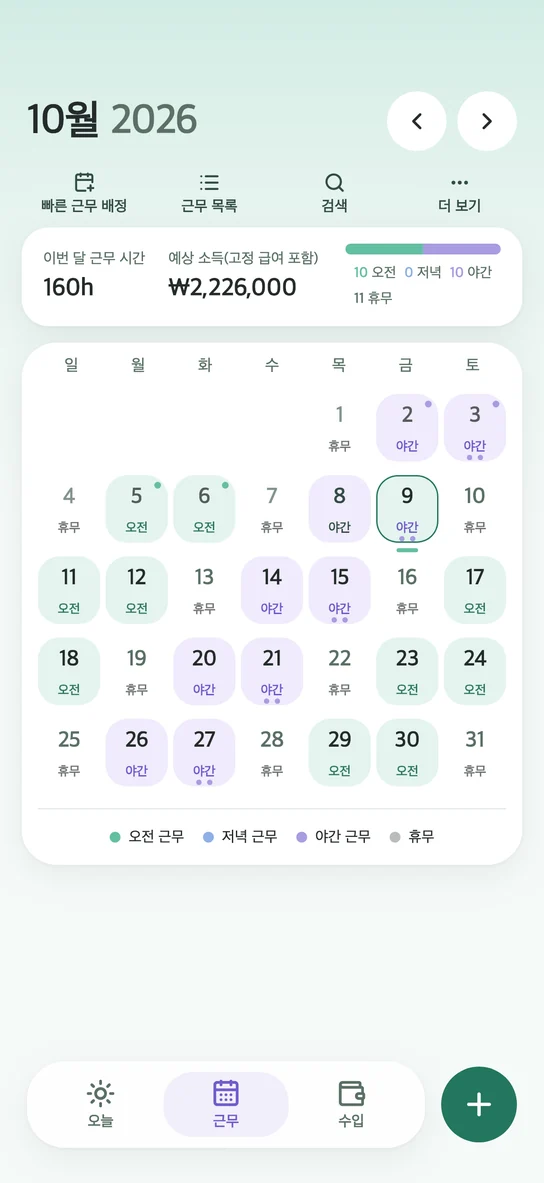 10월 2026
빠른 근무 배정 근무 목록 검색 더 보기
이번 달 근무 시간 예상 소득(고정 급여 포함)
160h ₩2,226,000
10 오전 0 저녁 10 야간
11 휴무
일 월 화 수 목 금 토
1 2 3
휴무 야간 야간
4 5 6 7 8 9 10
휴무 오전 오전 휴무 야간 야간 휴무
11 12 13 14 15 16 17
오전 오전 휴무 야간 야간 휴무 오전
18 19 20 21 22 23 24
오전 휴무 야간 야간 휴무 오전 오전
25 26 27 28 29 30 31
휴무 야간 야간 휴무 오전 오전 휴무
오전 근무 저녁 근무 야간 근무 휴무
오늘 근무 수입